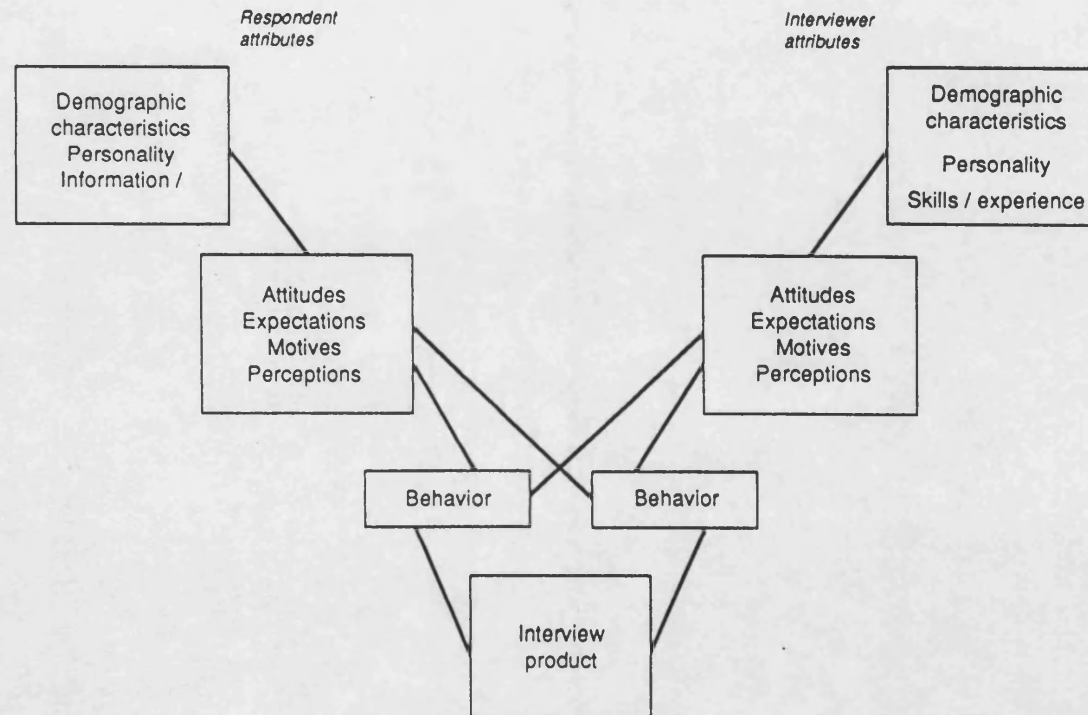 Respondent
attributes
Interviewer
attributes
Demographic
characteristics
Personality
Information /
Demographic
characteristics
Personality
Skills / experience
Attitudes
Expectations
Motives
Perceptions
Attitudes
Expectations
Motives
Perceptions
Behavior
Behavior
Interview
product